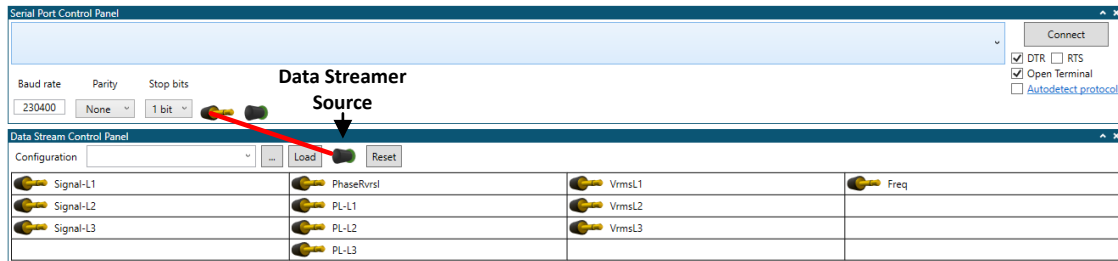 Serial Port Control Panel
Connect
DTR RTS
Open Terminal
Autodetect protocol
Baud rate Parity Stop bits
230400 None 1 bit
Data Streamer
Source
Data Stream Control Panel
Configuration ... Load Reset
Signal-L1 PhaseRvrsl VrmsL1 Freq
Signal-L2 PL-L1 VrmsL2
Signal-L3 PL-L2 VrmsL3
PL-L3